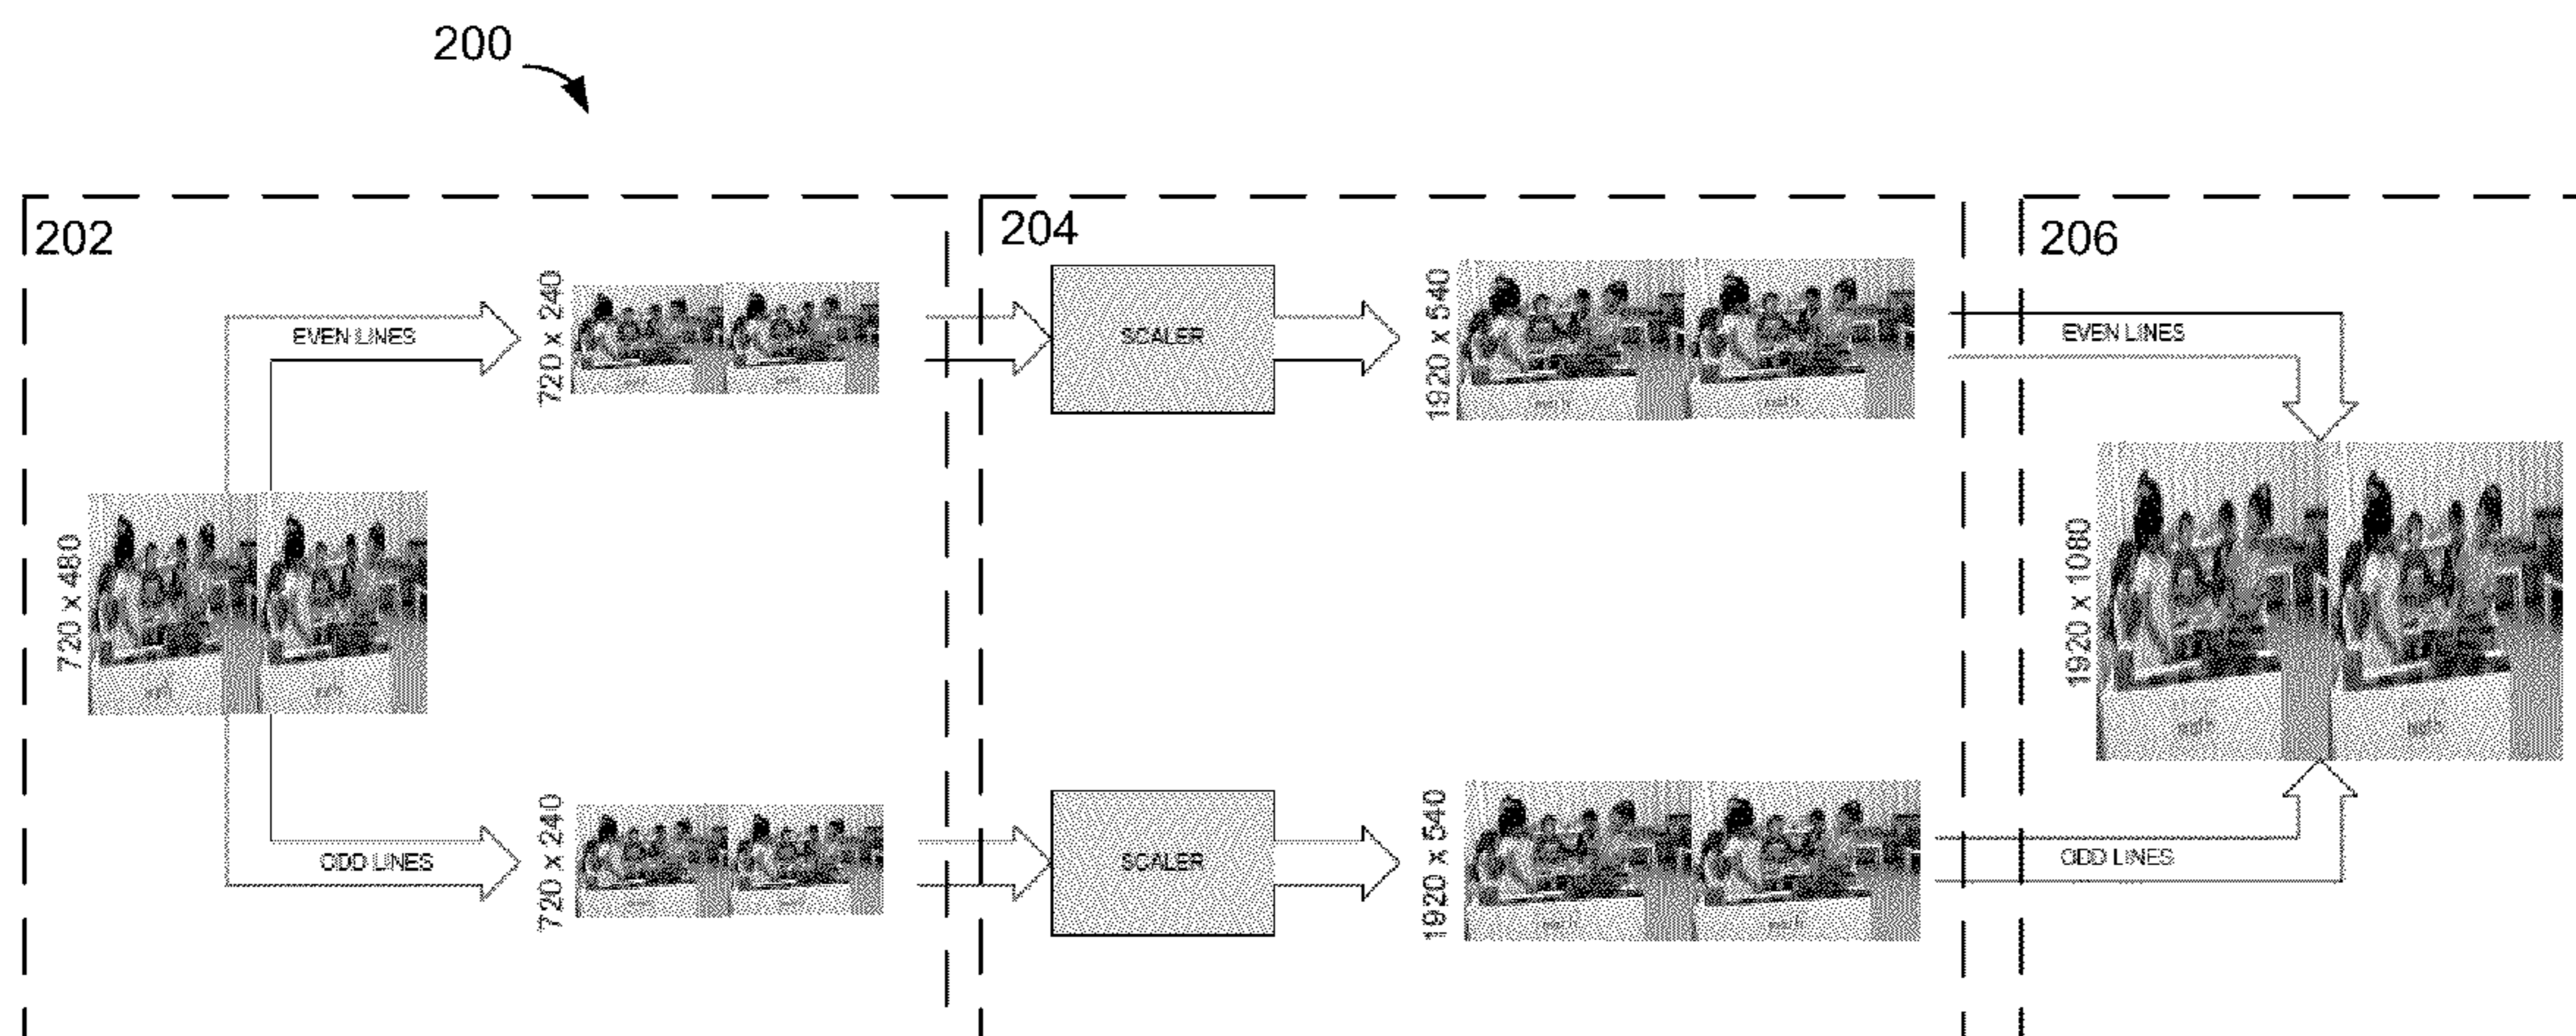 200
202
204
206
EVEN LINES
720 x 240
SCALER
1920 x 540
EVEN LINES
720 x 480
1920 x 1080
ODD LINES
720 x 240
SCALER
1920 x 540
ODD LINES